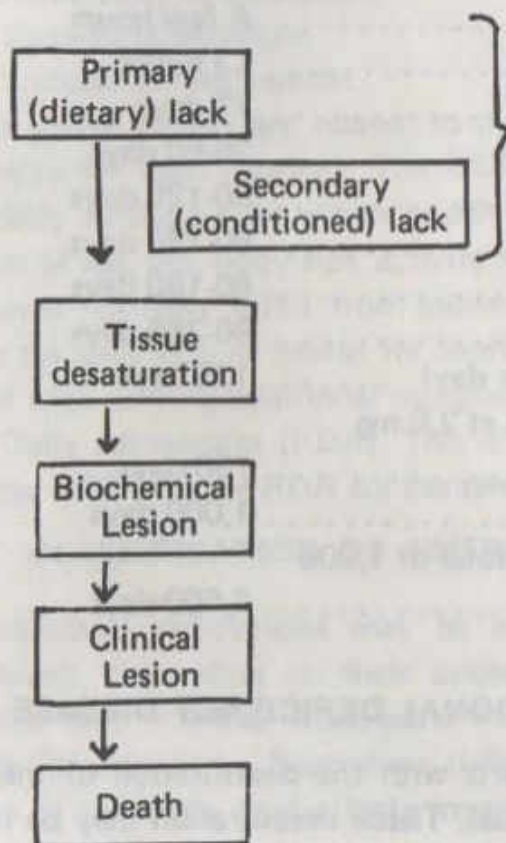 Primary
(dietary) lack
Secondary
(conditioned) lack
Tissue
desaturation
Biochemical
Lesion
Clinical
Lesion
Death